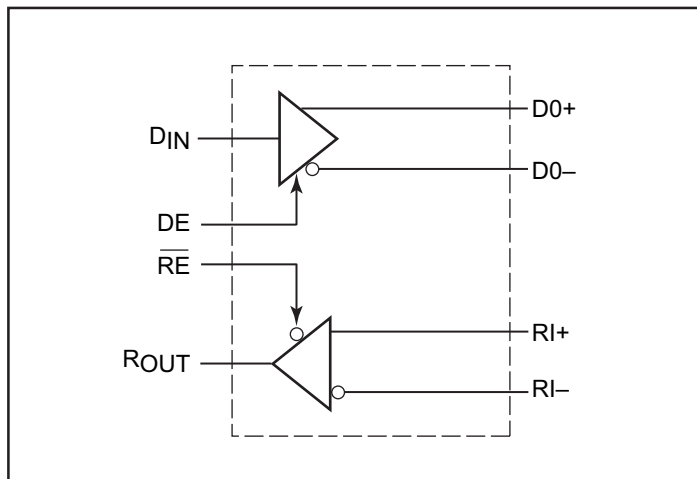 DIN
D0+
D0–
DE
RE
RI+
ROUT
RI–